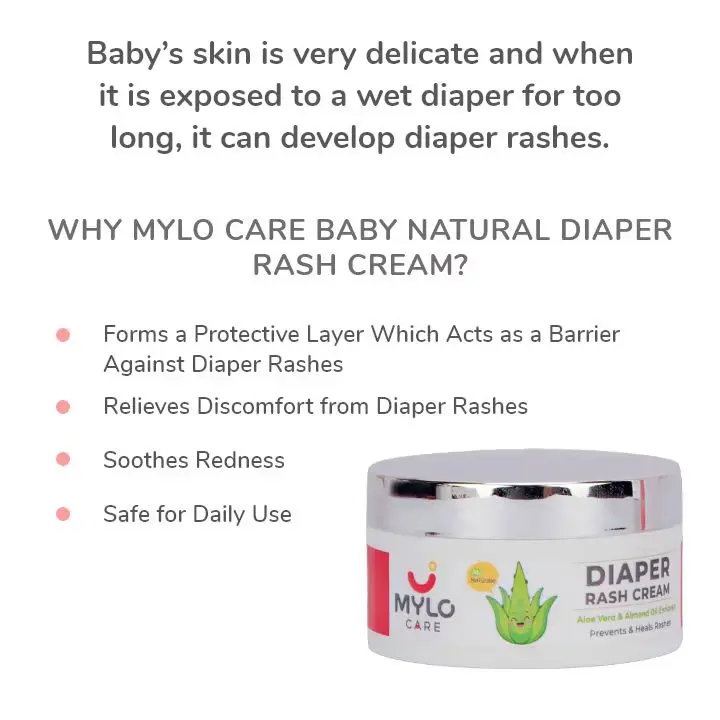 Baby's skin is very delicate and when
it is exposed to a wet diaper for too
long, it can develop diaper rashes.
WHY MYLO CARE BABY NATURAL DIAPER
RASH CREAM?
Forms a Protective Layer Which Acts as a Barrier
Against Diaper Rashes
Relieves Discomfort from Diaper Rashes
Soothes Redness
Safe for Daily Use
MYLO
CARE
DIAPER
RASH CREAM
Aloe Vera & Almond Oil
Prevents & Heals Rashes